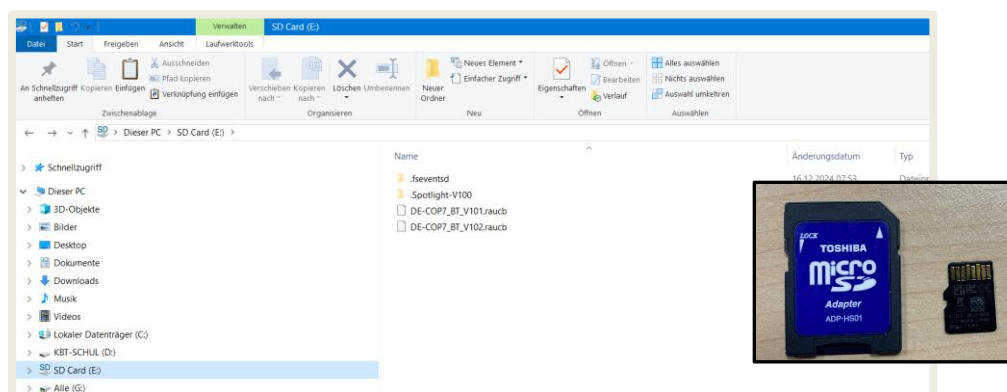 Verwalten SD Card (E:)
Datei Start Freigeben Ansicht Laufwerktools
An Schnellzugriff anheften
Kopieren
Einfügen
Ausschneiden
Pfad kopieren
Verknüpfung einfügen
Zwischenablage
Verschieben nach
Kopieren nach
Löschen
Umbenennen
Organisieren
Neuer Ordner
Neues Element
Einfacher Zugriff
Neu
Eigenschaften
Öffnen
Bearbeiten
Verlauf
Öffnen
Alles auswählen
Nichts auswählen
Auswahl umkehren
Auswählen
Dieser PC > SD Card (E:) >
Schnellzugriff
Dieser PC
3D-Objekte
Bilder
Desktop
Dokumente
Downloads
Musik
Videos
Lokaler Datenträger (C:)
KBT-SCHUL (D:)
SD Card (E:)
Alle (G:)
Name Änderungsdatum Typ
.fseventsd 16.12.2024 07:53
.Spotlight-V100
DE-COP7_BT_V101.raucb
DE-COP7_BT_V102.raucb
LOCK
TOSHIBA
Micro
SD
Adapter
ADP-HS01